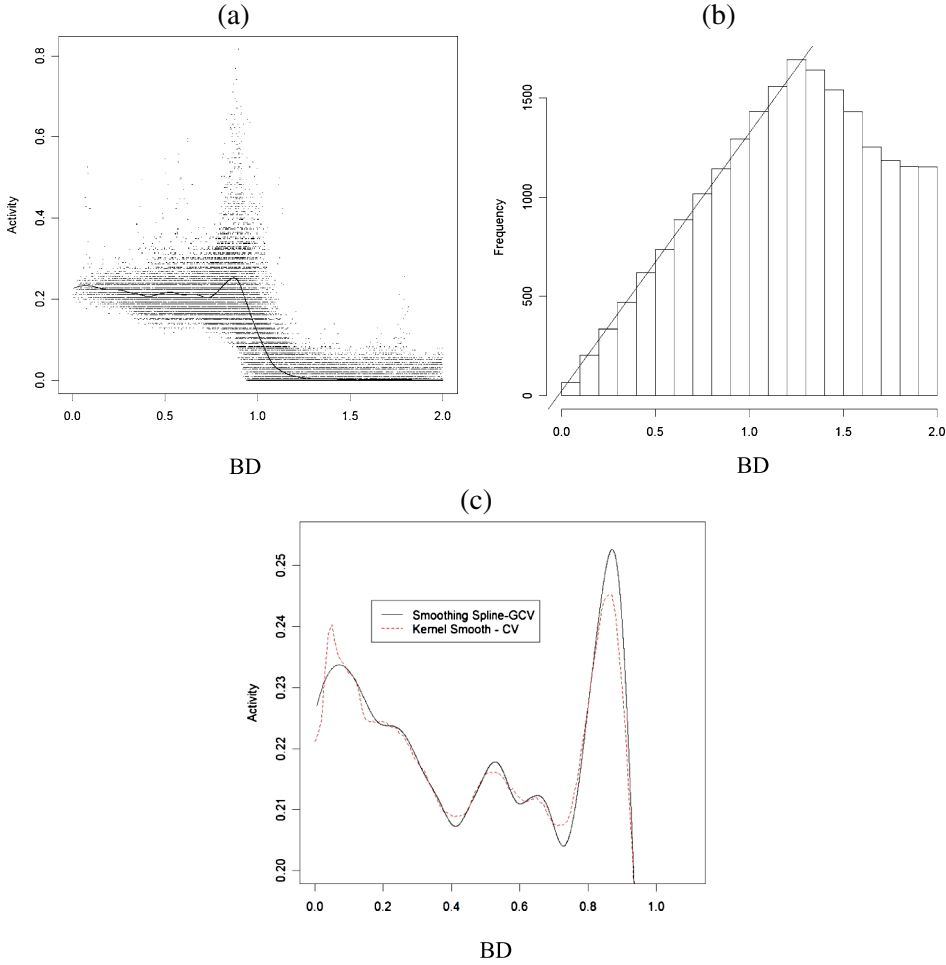 (a)
0.8
0.6
0.4
0.2
0.0
Activity
0.0 0.5 1.0 1.5 2.0
BD
(b)
1500
1000
500
0
Frequency
0.0 0.5 1.0 1.5 2.0
BD
(c)
0.25
0.24
0.23
0.22
0.21
0.20
Activity
Smoothing Spline-GCV
Kernel Smooth - CV
0.0 0.2 0.4 0.6 0.8 1.0
BD